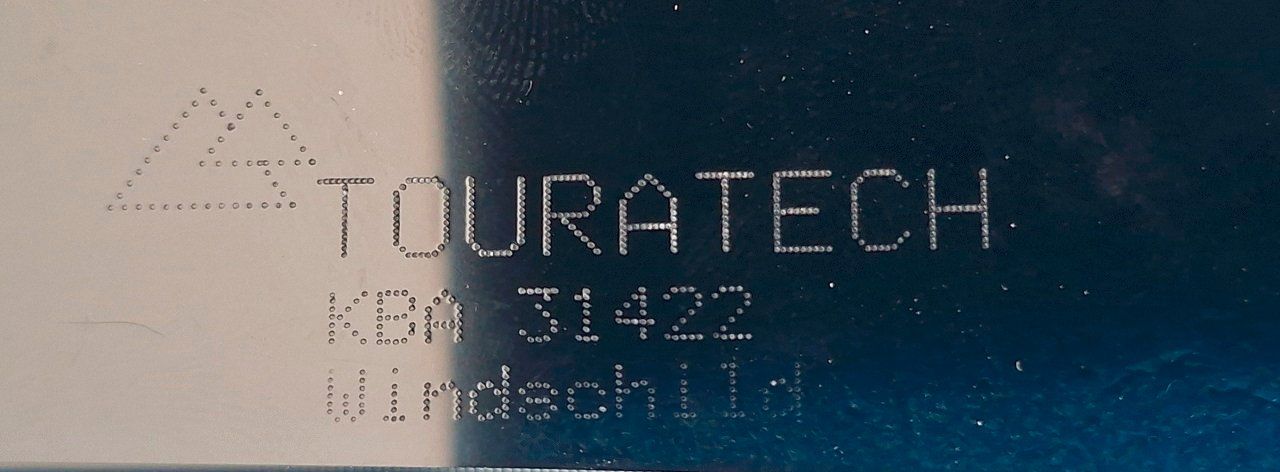 TOURATECH
KBA 31422
Windschild